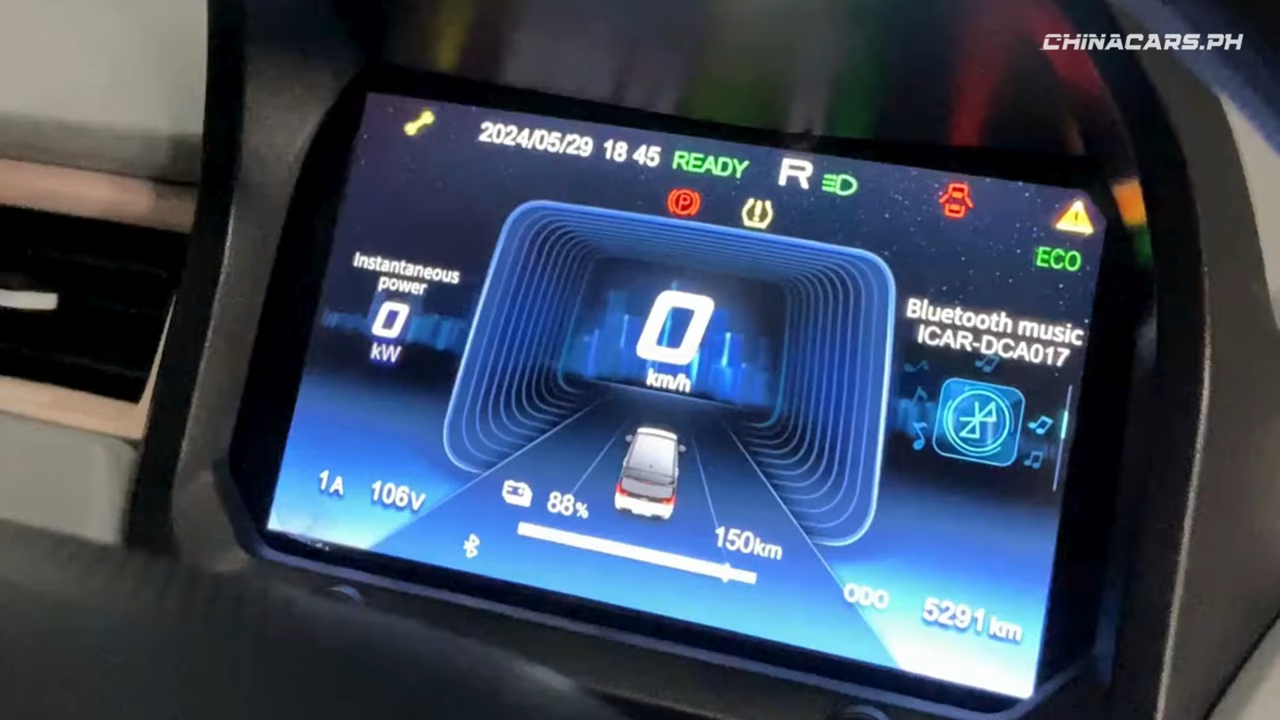 CHINACARS.PH
2024/05/29 18 45 READY R
P
ECO
Instantaneous
power
0
kW
0
km/h
Bluetooth music
ICAR-DCA017
1A 106V
88%
150km
ODO 5291 km